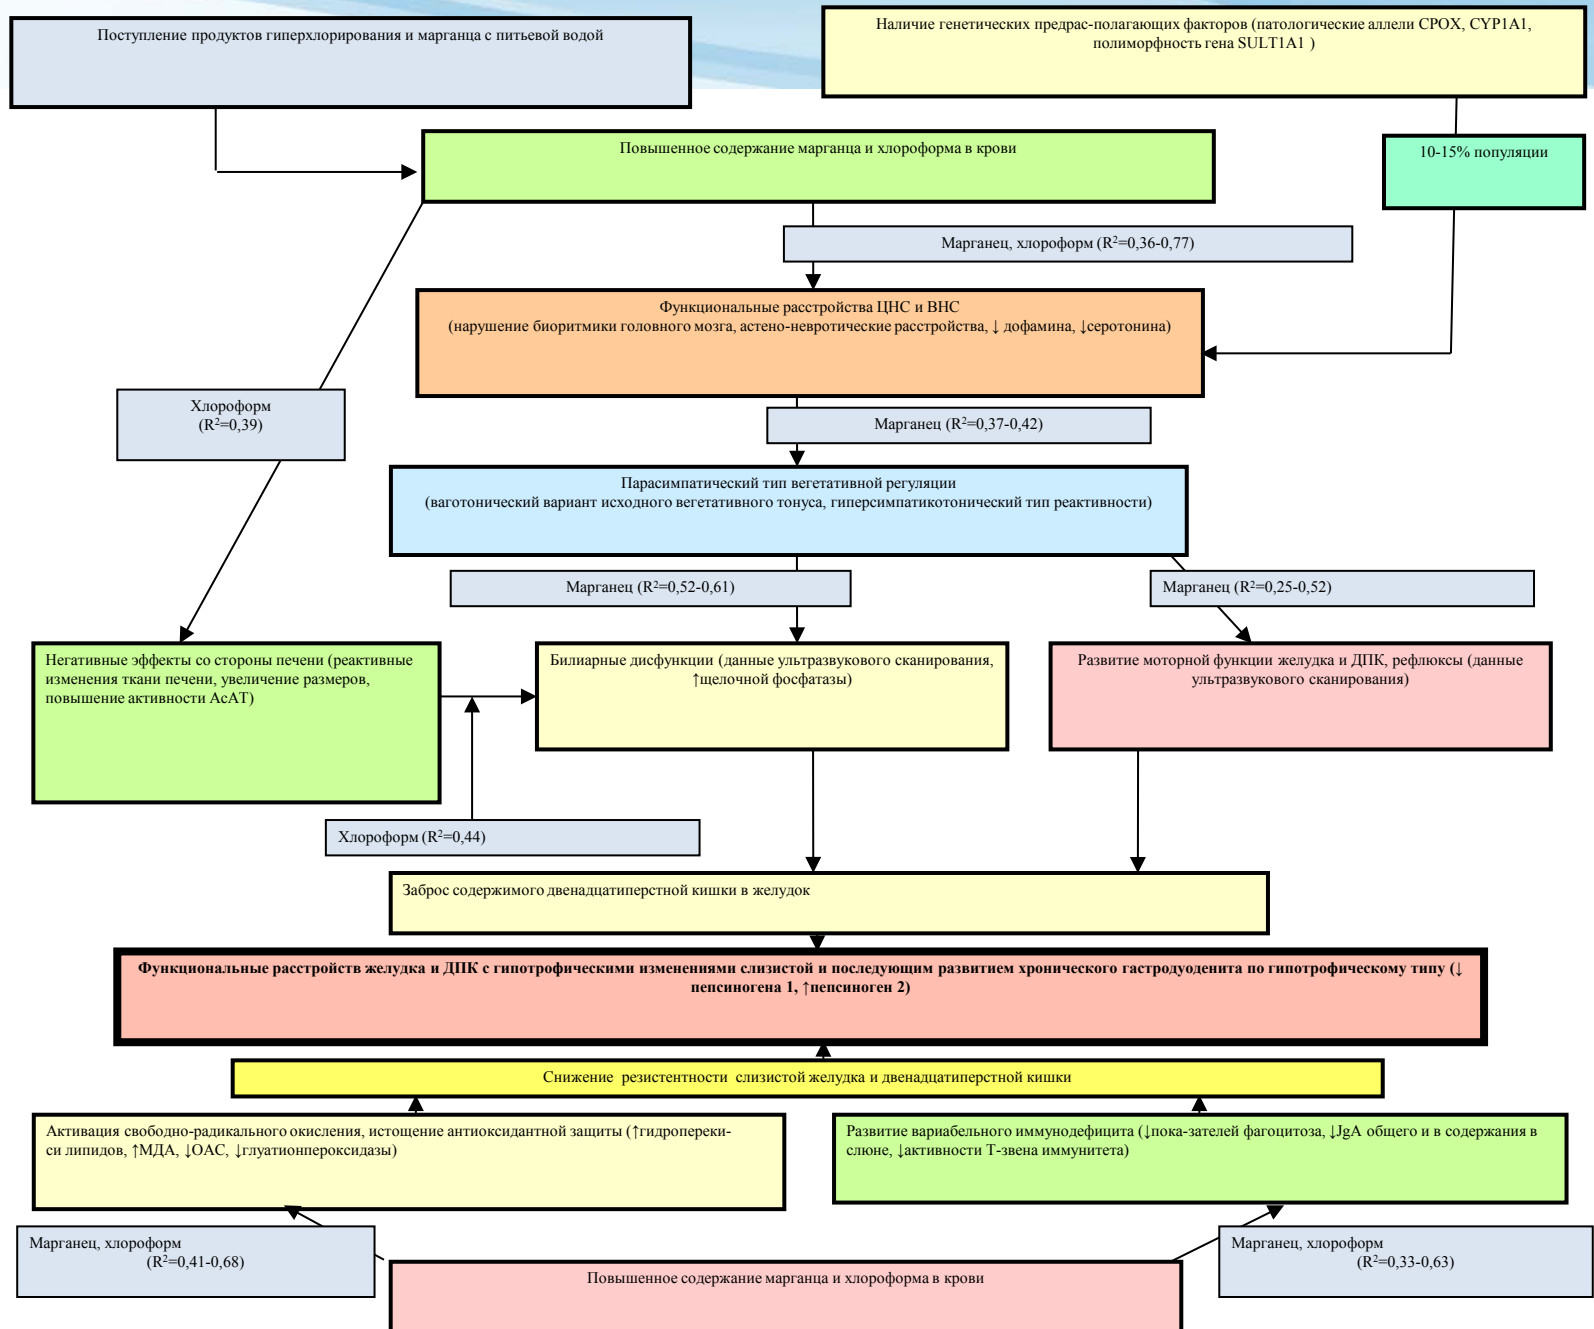 Поступление продуктов гиперхлорирования и марганца с питьевой водой
Наличие генетических предрас-полагающих факторов (патологические аллели CPOX, CYP1A1,
полиморфность гена SULT1A1 )
Повышенное содержание марганца и хлороформа в крови
10-15% популяции
Марганец, хлороформ (R²=0,36-0,77)
Функциональные расстройства ЦНС и ВНС
(нарушение биоритмики головного мозга, астено-невротические расстройства, ↓ дофамина, ↓серотонина)
Хлороформ
(R²=0,39)
Марганец (R²=0,37-0,42)
Парасимпатический тип вегетативной регуляции
(ваготонический вариант исходного вегетативного тонуса, гиперсимпатикотонический тип реактивности)
Марганец (R²=0,52-0,61)
Марганец (R²=0,25-0,52)
Негативные эффекты со стороны печени (реактивные
изменения ткани печени, увеличение размеров,
повышение активности АсАТ)
Билиарные дисфункции (данные ультразвукового сканирования,
↑щелочной фосфатазы)
Развитие моторной функции желудка и ДПК, рефлюксы (данные
ультразвукового сканирования)
Хлороформ (R²=0,44)
Заброс содержимого двенадцатиперстной кишки в желудок
Функциональные расстройств желудка и ДПК с гипотрофическими изменениями слизистой и последующим развитием хронического гастродуоденита по гипотрофическому типу (↓
пепсиногена 1, ↑пепсиноген 2)
Снижение резистентности слизистой желудка и двенадцатиперстной кишки
Активация свободно-радикального окисления, истощение антиоксидантной защиты (↑гидропереки-
си липидов, ↑МДА, ↓ОАС, ↓глуатионпероксидазы)
Развитие вариабельного иммунодефицита (↓пока-зателей фагоцитоза, ↓JgA общего и в содержания в
слюне, ↓активности Т-звена иммунитета)
Марганец, хлороформ
(R²=0,41-0,68)
Марганец, хлороформ
(R²=0,33-0,63)
Повышенное содержание марганца и хлороформа в крови